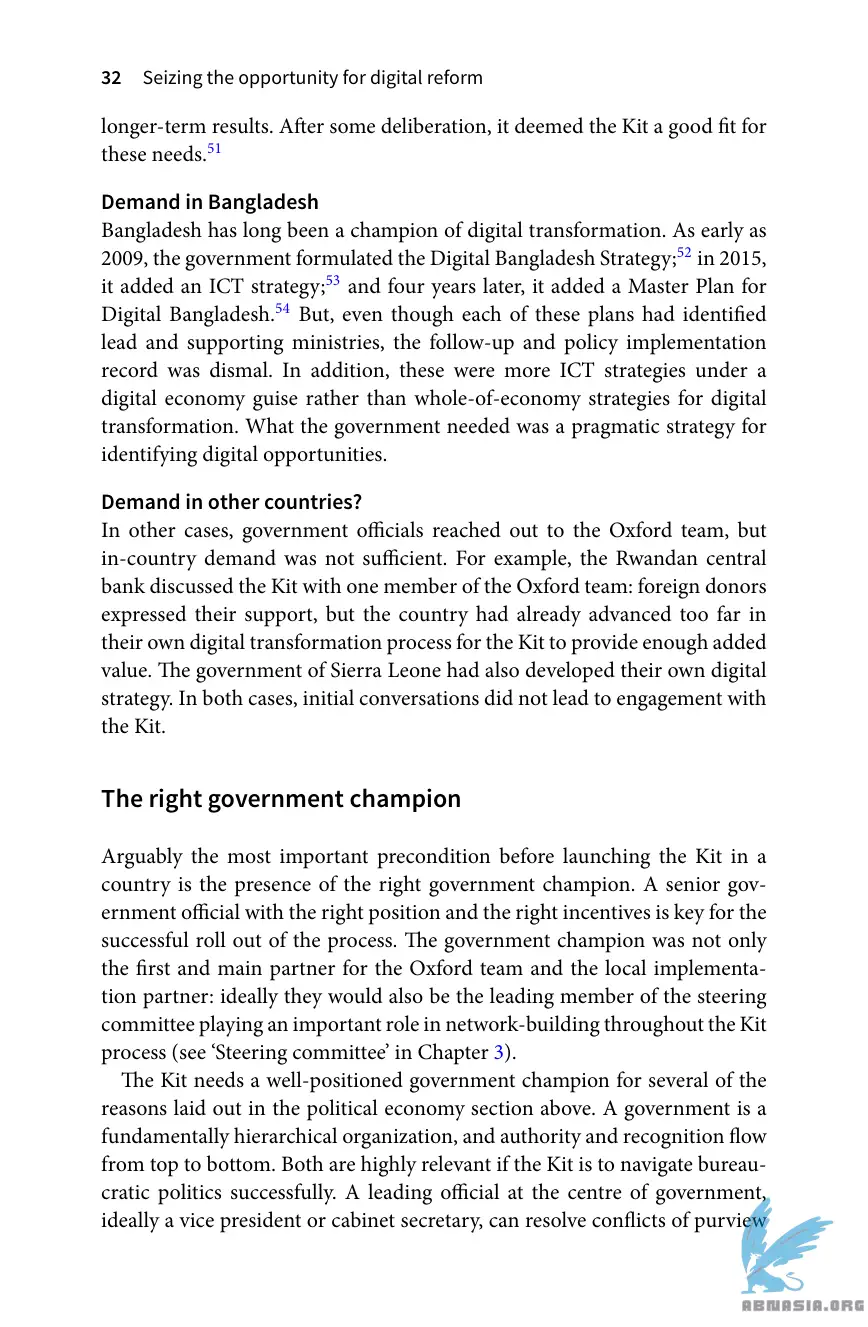 32 Seizing the opportunity for digital reform
longer-term results. After some deliberation, it deemed the Kit a good fit for
these needs.51
Demand in Bangladesh
Bangladesh has long been a champion of digital transformation. As early as
2009, the government formulated the Digital Bangladesh Strategy;52 in 2015,
it added an ICT strategy;53 and four years later, it added a Master Plan for
Digital Bangladesh.54 But, even though each of these plans had identified
lead and supporting ministries, the follow-up and policy implementation
record was dismal. In addition, these were more ICT strategies under a
digital economy guise rather than whole-of-economy strategies for digital
transformation. What the government needed was a pragmatic strategy for
identifying digital opportunities.
Demand in other countries?
In other cases, government officials reached out to the Oxford team, but
in-country demand was not sufficient. For example, the Rwandan central
bank discussed the Kit with one member of the Oxford team: foreign donors
expressed their support, but the country had already advanced too far in
their own digital transformation process for the Kit to provide enough added
value. The government of Sierra Leone had also developed their own digital
strategy. In both cases, initial conversations did not lead to engagement with
the Kit.
The right government champion
Arguably the most important precondition before launching the Kit in a
country is the presence of the right government champion. A senior gov-
ernment official with the right position and the right incentives is key for the
successful roll out of the process. The government champion was not only
the first and main partner for the Oxford team and the local implementa-
tion partner: ideally they would also be the leading member of the steering
committee playing an important role in network-building throughout the Kit
process (see ‘Steering committee’ in Chapter 3).
The Kit needs a well-positioned government champion for several of the
reasons laid out in the political economy section above. A government is a
fundamentally hierarchical organization, and authority and recognition flow
from top to bottom. Both are highly relevant if the Kit is to navigate bureau-
cratic politics successfully. A leading official at the centre of government,
ideally a vice president or cabinet secretary, can resolve conflicts of purview
ABNASIA.ORG